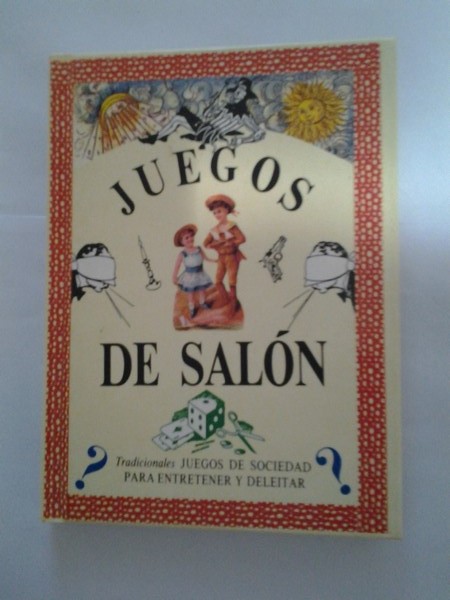 JUEGOS
DE SALÓN
? Tradicionales JUEGOS DE SOCIEDAD ?
PARA ENTRETENER Y DELEITAR